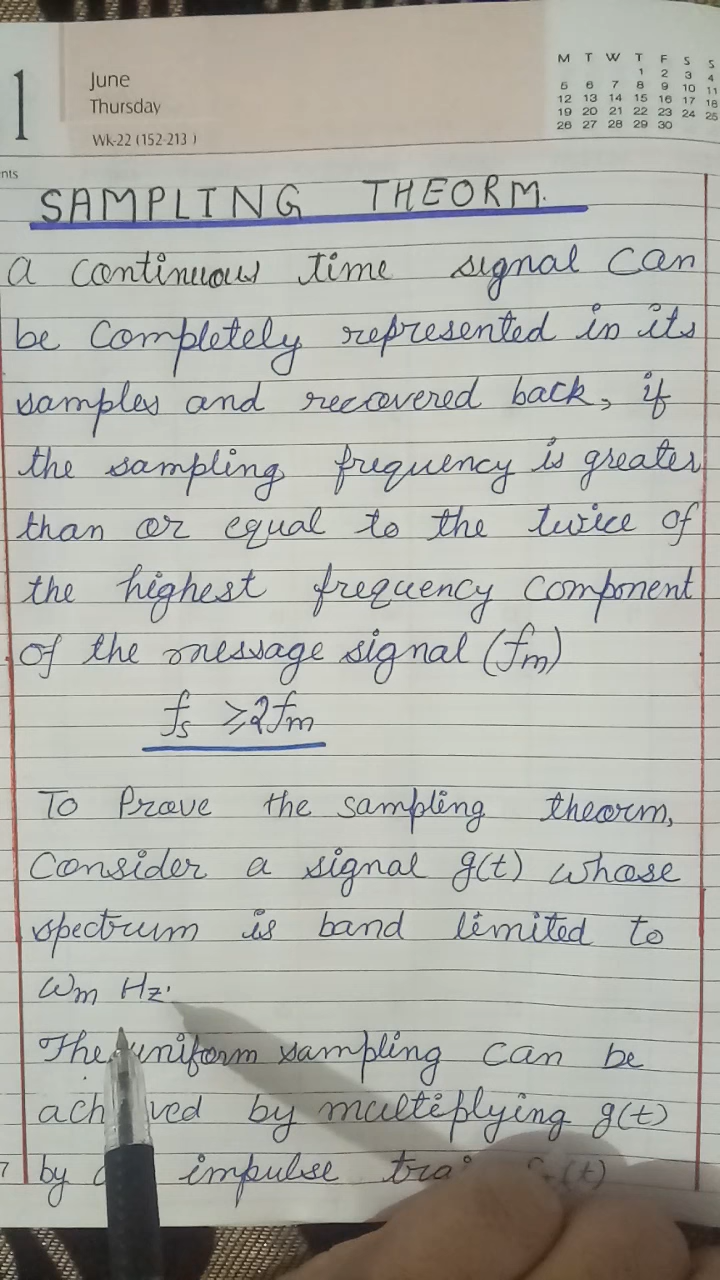 1
June
Thursday
Wk-22 (152-213)
M T W T F S S
1 2 3 4
5 6 7 8 9 10 11
12 13 14 15 16 17 18
19 20 21 22 23 24 25
26 27 28 29 30
nts
SAMPLING THEORM.
a continuous time signal can
be completely represented in its
samples and recovered back, if
the sampling frequency is greater
than or equal to the twice of
the highest frequency component
of the message signal (fm)
fs ≥2fm
To Prove the sampling theorm,
Consider a signal g(t) whose
spectrum is band limited to
Wm Hz.
The uniform sampling can be
by multiplying g(t)
7
by impulse (t)